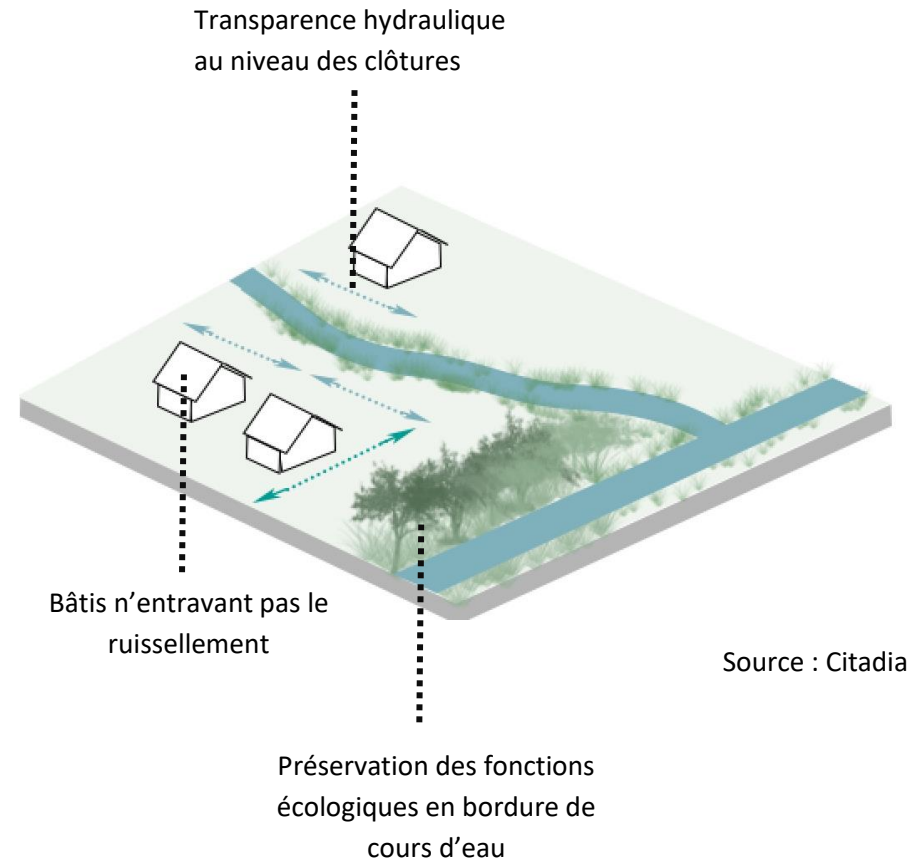 Transparence hydraulique
au niveau des clôtures
Bâtis n’entravant pas le
ruissellement
Source : Citadia
Préservation des fonctions
écologiques en bordure de
cours d’eau